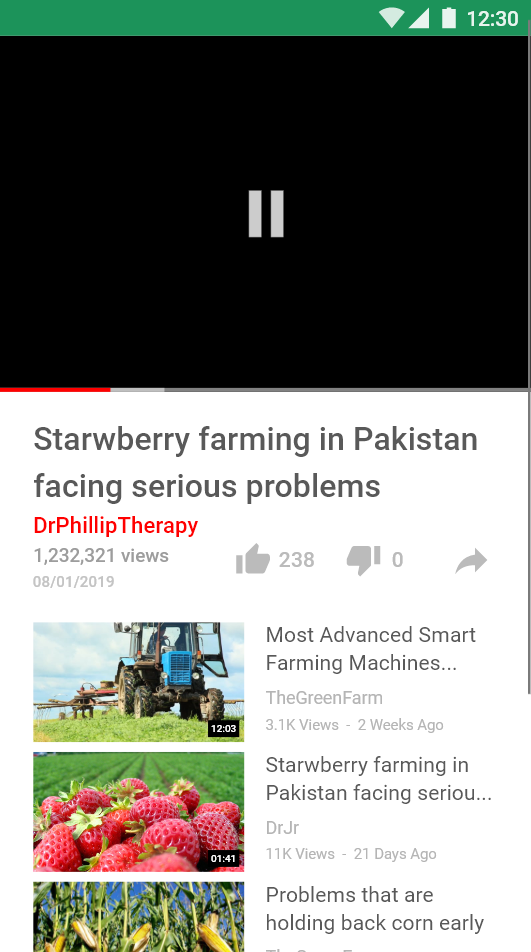 12:30
Starwberry farming in Pakistan
facing serious problems
DrPhillipTherapy
1,232,321 views
238
0
08/01/2019
Most Advanced Smart
Farming Machines...
TheGreenFarm
3.1K Views - 2 Weeks Ago
12:03
Starwberry farming in
Pakistan facing seriou...
DrJr
11K Views - 21 Days Ago
01:41
Problems that are
holding back corn early